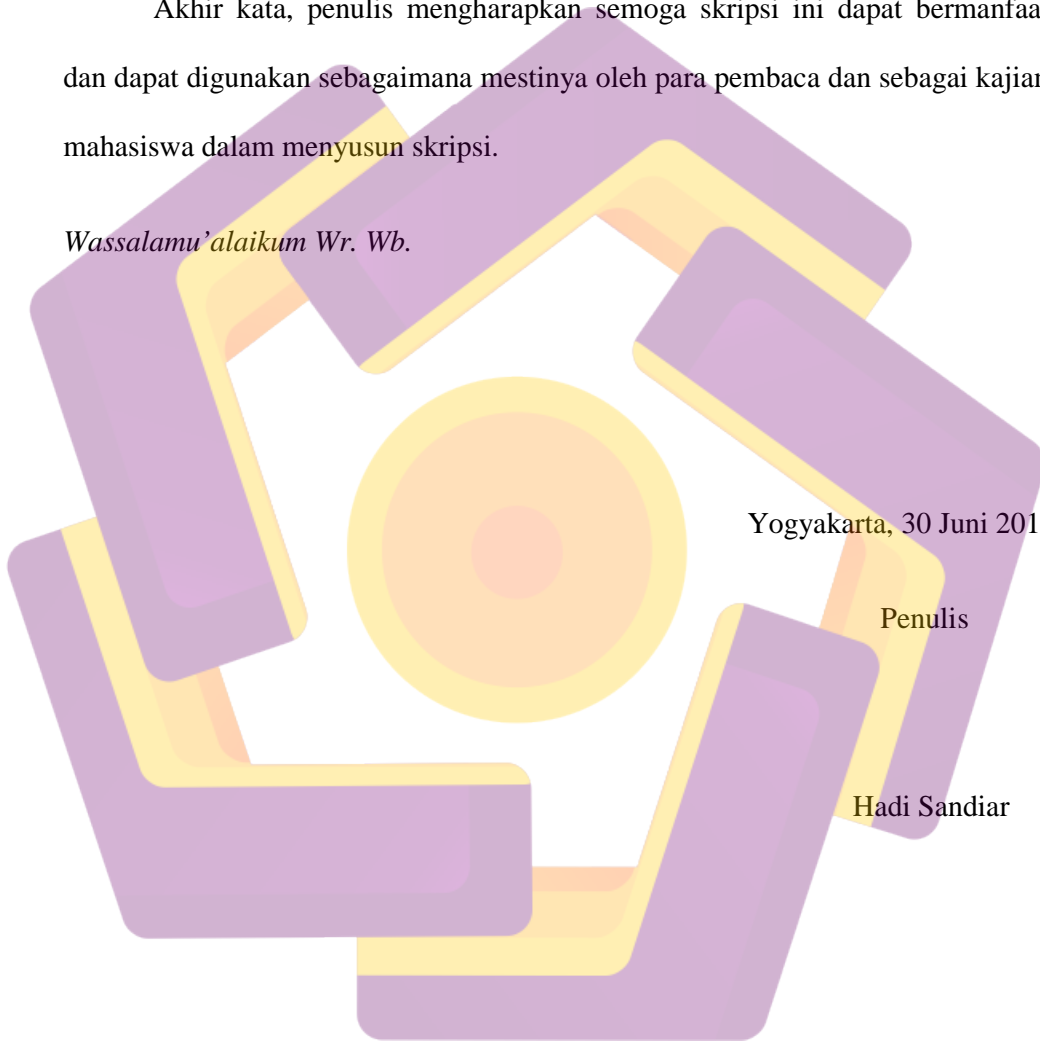 Akhir kata, penulis mengharapkan semoga skripsi ini dapat bermanfaa
dan dapat digunakan sebagaimana mestinya oleh para pembaca dan sebagai kajian
mahasiswa dalam menyusun skripsi.
Wassalamu’alaikum Wr. Wb.
Yogyakarta, 30 Juni 201
Penulis
Hadi Sandiar